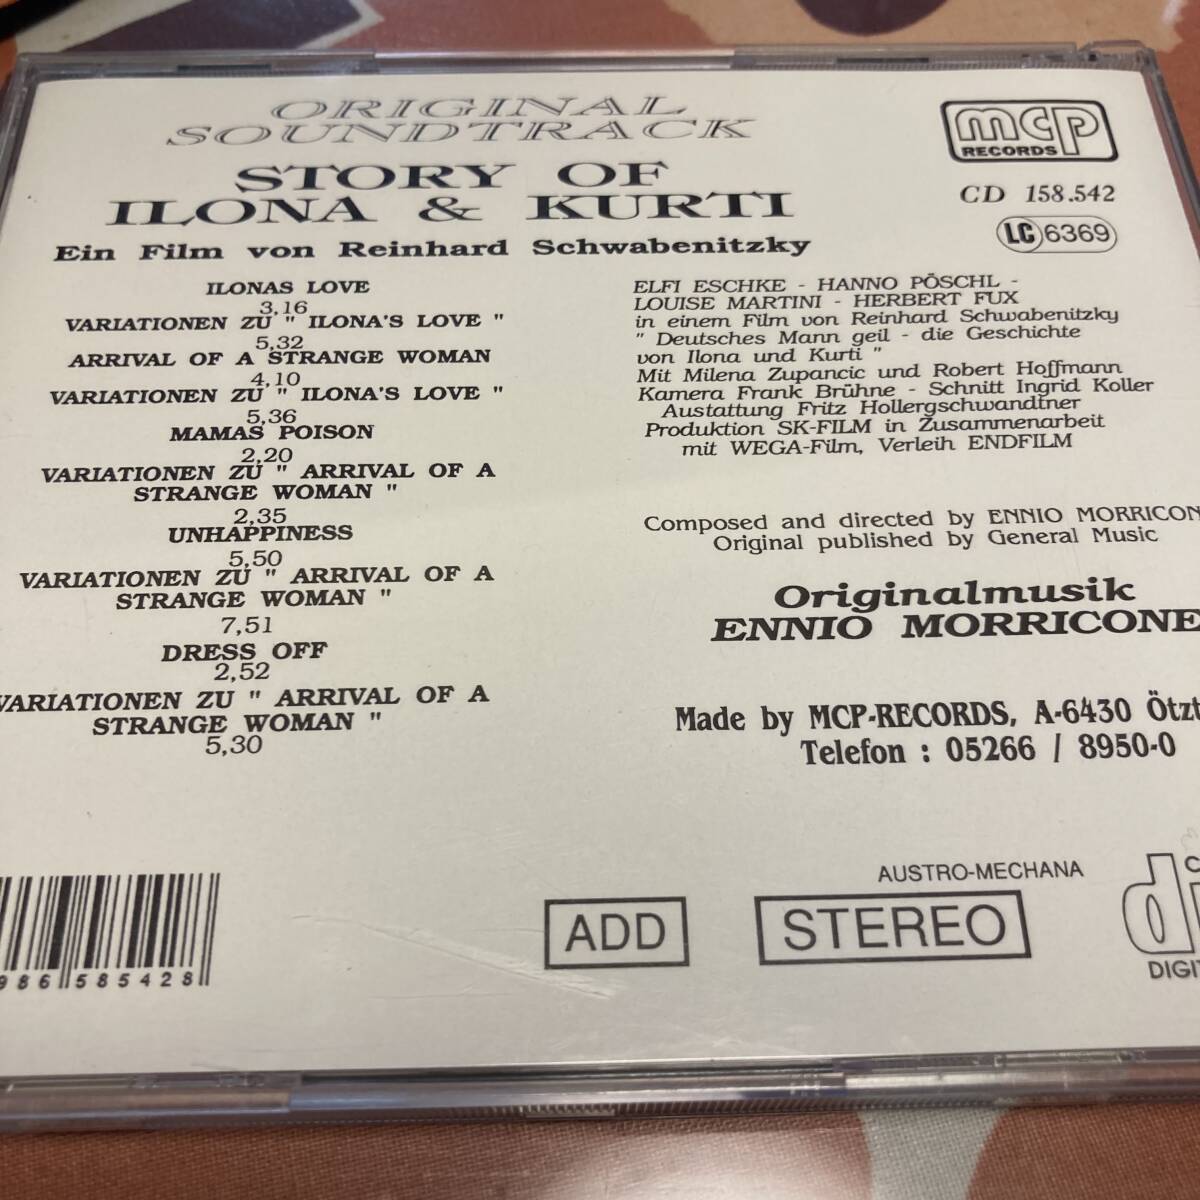 ORIGINAL
SOUNDTRACK
STORY OF
ILONA & KURTI
Ein Film von Reinhard Schwabenitzky
ILONAS LOVE
3,16
VARIATIONEN ZU " ILONA'S LOVE "
5,32
ARRIVAL OF A STRANGE WOMAN
4,10
VARIATIONEN ZU " ILONA'S LOVE "
5,36
MAMAS POISON
2,20
VARIATIONEN ZU " ARRIVAL OF A
STRANGE WOMAN "
2,35
UNHAPPINESS
5,50
VARIATIONEN ZU " ARRIVAL OF A
STRANGE WOMAN "
7,51
DRESS OFF
2,52
VARIATIONEN ZU " ARRIVAL OF A
STRANGE WOMAN "
5,30
mcp
RECORDS
CD 158.542
LC 6369
ELFI ESCHKE - HANNO PÖSCHL -
LOUISE MARTINI - HERBERT FUX
in einem Film von Reinhard Schwabenitzky
" Deutsches Mann geil - die Geschichte
von Ilona und Kurti "
Mit Milena Zupancic und Robert Hoffmann
Kamera Frank Brühne - Schnitt Ingrid Koller
Austattung Fritz Hollergschwandtner
Produktion SK-FILM in Zusammenarbeit
mit WEGA-Film, Verleih ENDFILM
Composed and directed by ENNIO MORRICON
Original published by General Music
Originalmusik
ENNIO MORRICONE
Made by MCP-RECORDS, A-6430 Ötzt
Telefon : 05266 / 8950-0
AUSTRO-MECHANA
ADD
STEREO
DIGIT
986 585428